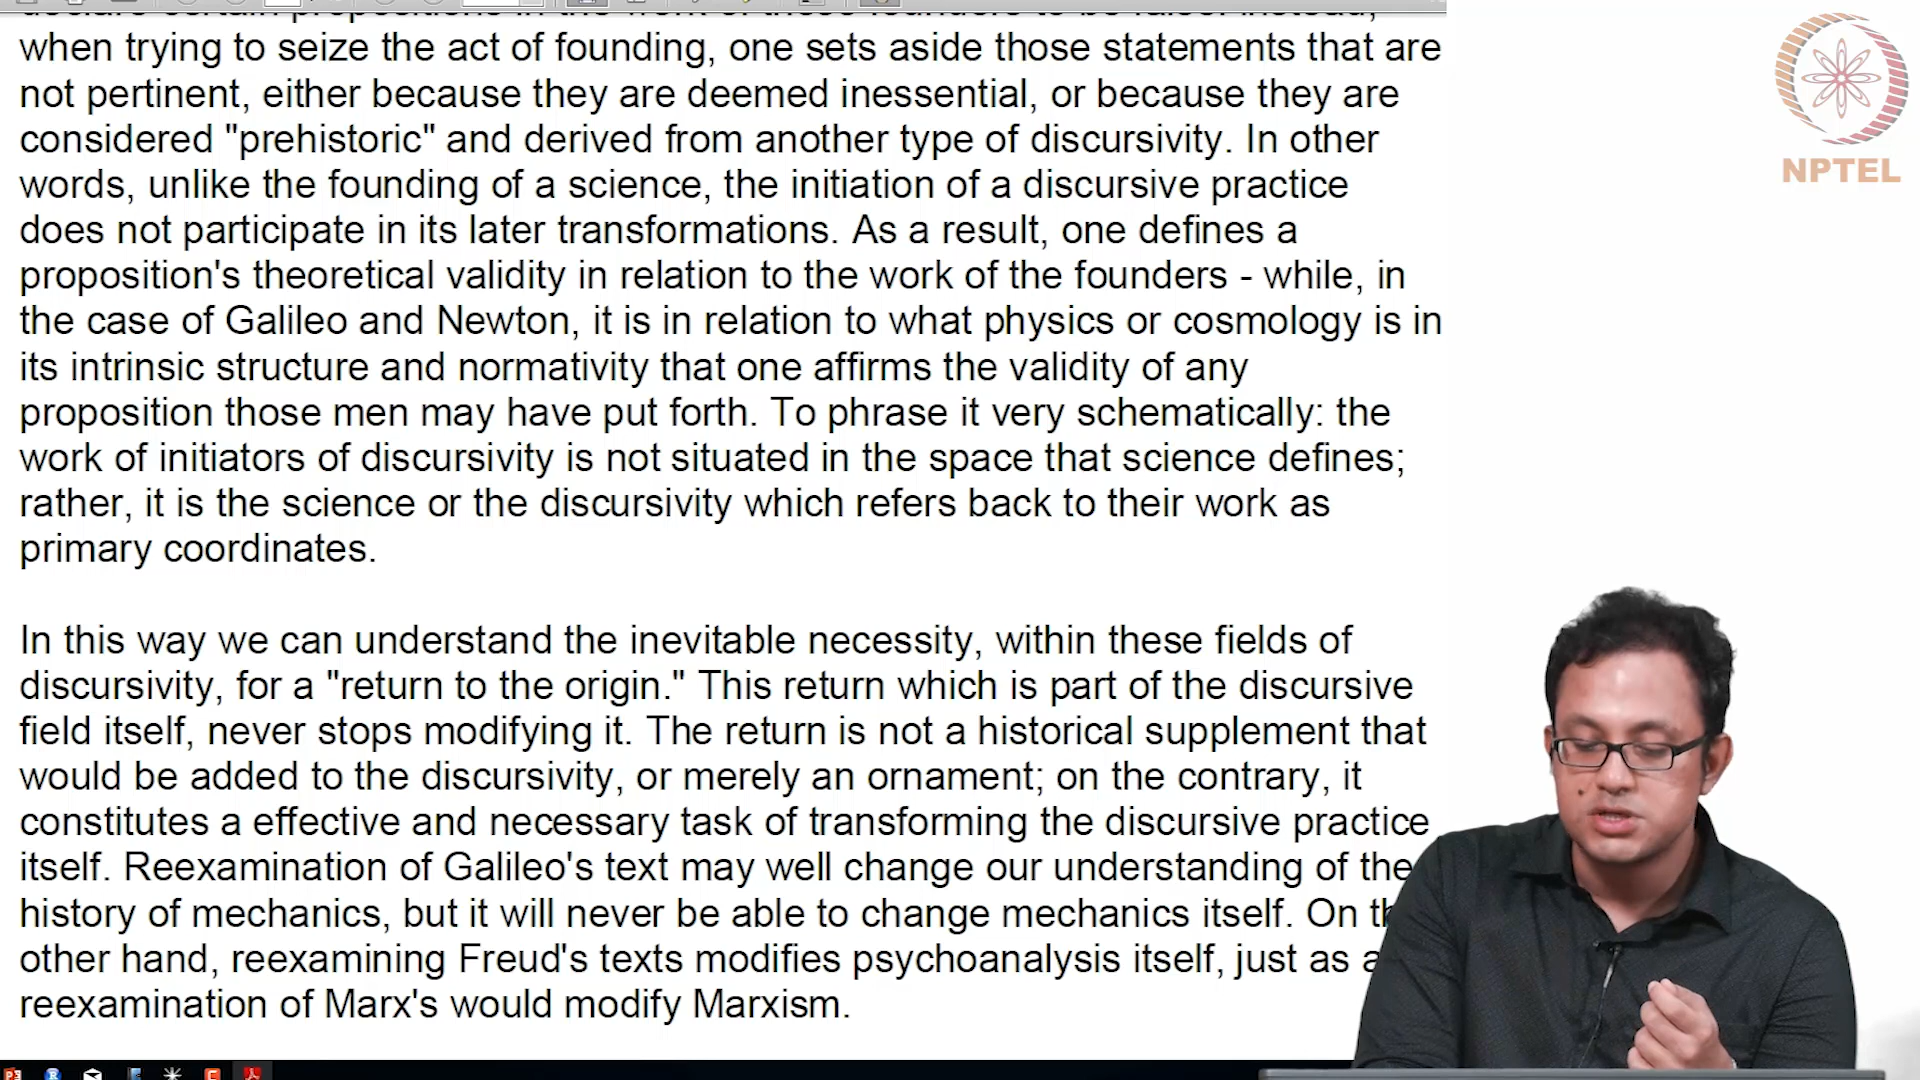 declare certain propositions in the work of these founders to be false: instead,
when trying to seize the act of founding, one sets aside those statements that are
not pertinent, either because they are deemed inessential, or because they are
considered "prehistoric" and derived from another type of discursivity. In other
words, unlike the founding of a science, the initiation of a discursive practice
does not participate in its later transformations. As a result, one defines a
proposition's theoretical validity in relation to the work of the founders - while, in
the case of Galileo and Newton, it is in relation to what physics or cosmology is in
its intrinsic structure and normativity that one affirms the validity of any
proposition those men may have put forth. To phrase it very schematically: the
work of initiators of discursivity is not situated in the space that science defines;
rather, it is the science or the discursivity which refers back to their work as
primary coordinates.
In this way we can understand the inevitable necessity, within these fields of
discursivity, for a "return to the origin." This return which is part of the discursive
field itself, never stops modifying it. The return is not a historical supplement that
would be added to the discursivity, or merely an ornament; on the contrary, it
constitutes a effective and necessary task of transforming the discursive practice
itself. Reexamination of Galileo's text may well change our understanding of the
history of mechanics, but it will never be able to change mechanics itself. On
other hand, reexamining Freud's texts modifies psychoanalysis itself, just as a
reexamination of Marx's would modify Marxism.
NPTEL